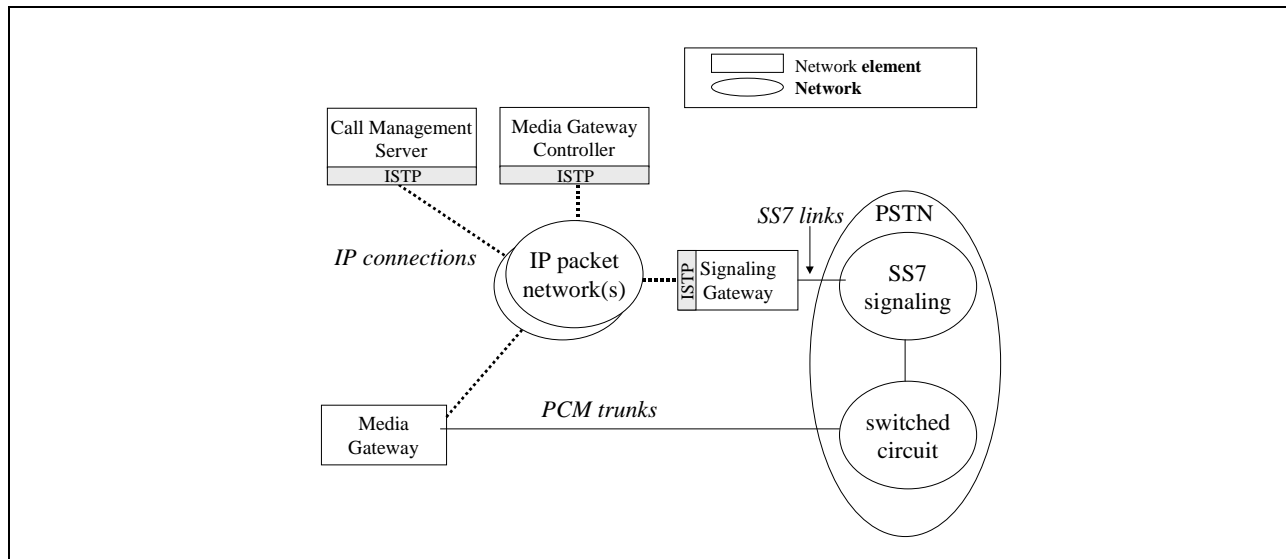 Network element
Network
Call Management
Server
ISTP
Media Gateway
Controller
ISTP
SS7 links
PSTN
IP connections
IP packet
network(s)
ISTP
Signaling
Gateway
SS7
signaling
PCM trunks
Media
Gateway
switched
circuit